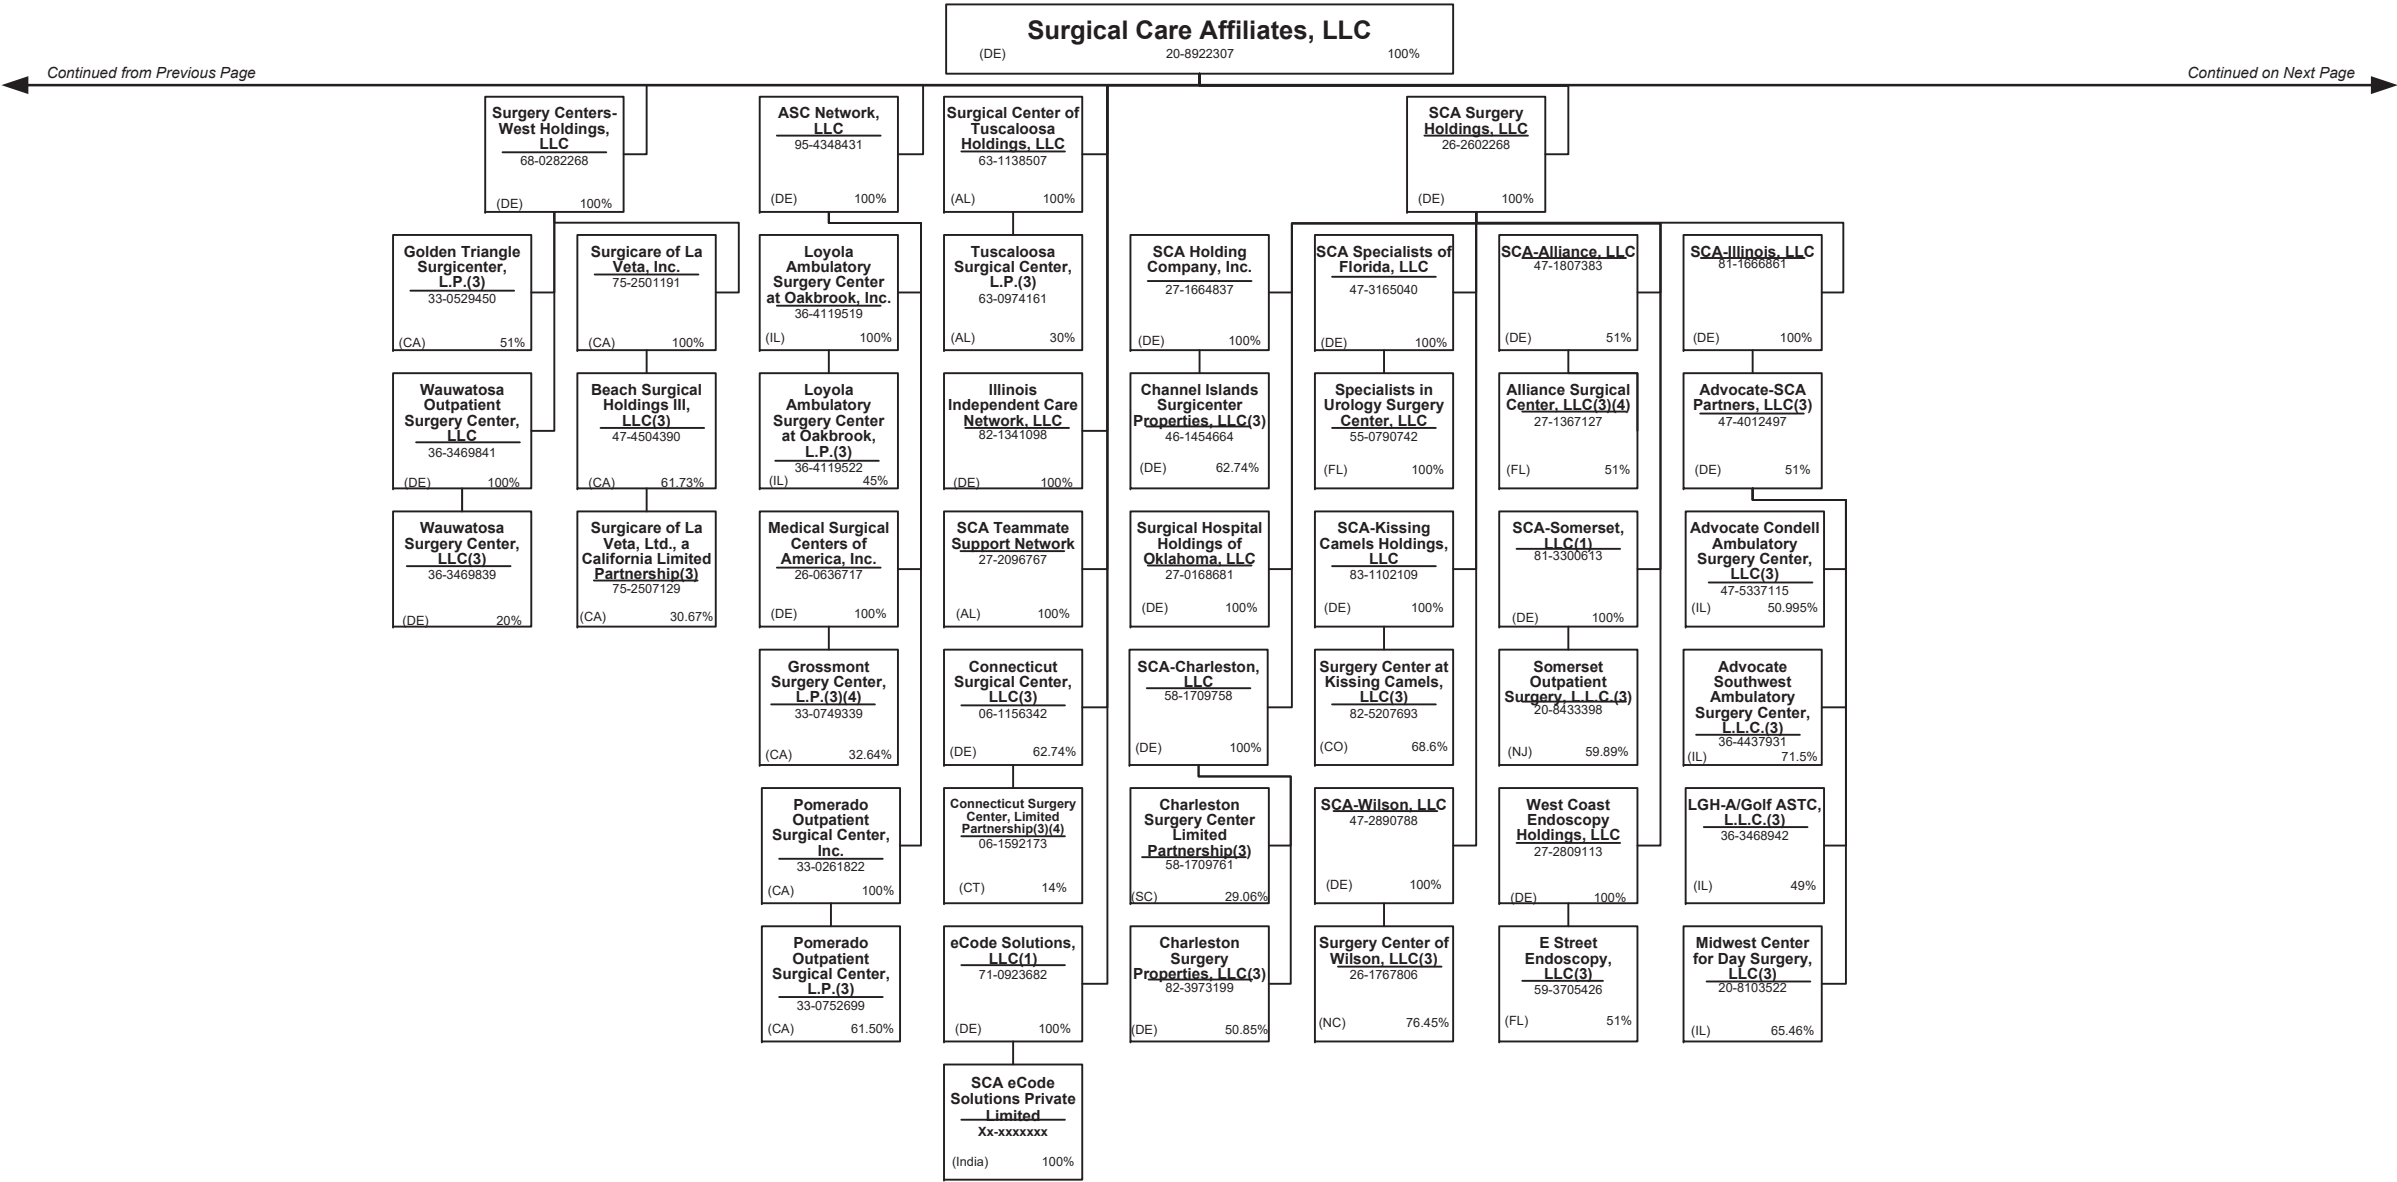 Surgical Care Affiliates, LLC
(DE) 20-8922307 100%
Continued from Previous Page
Continued on Next Page
Surgery Centers-
West Holdings,
LLC
68-0282268
(DE) 100%
ASC Network,
LLC
95-4348431
(DE) 100%
Surgical Center of
Tuscaloosa
Holdings, LLC
63-1138507
(AL) 100%
SCA Surgery
Holdings, LLC
26-2602268
(DE) 100%
Golden Triangle
Surgicenter,
L.P.(3)
33-0529450
(CA) 51%
Surgicare of La
Veta, Inc.
75-2501191
(CA) 100%
Loyola
Ambulatory
Surgery Center
at Oakbrook, Inc.
36-4119519
(IL) 100%
Tuscaloosa
Surgical Center,
L.P.(3)
63-0974161
(AL) 30%
SCA Holding
Company, Inc.
27-1664837
(DE) 100%
SCA Specialists of
Florida, LLC
47-3165040
(DE) 100%
SCA-Alliance, LLC
47-1807383
(DE) 51%
SCA-Illinois, LLC
81-1666861
(DE) 100%
Wauwatosa
Outpatient
Surgery Center,
LLC
36-3469841
(DE) 100%
Beach Surgical
Holdings III,
LLC(3)
47-4504390
(CA) 61.73%
Loyola
Ambulatory
Surgery Center
at Oakbrook,
L.P.(3)
36-4119522
(IL) 45%
Illinois
Independent Care
Network, LLC
82-1341098
(DE) 100%
Channel Islands
Surgicenter
Properties, LLC(3)
46-1454664
(DE) 62.74%
Specialists in
Urology Surgery
Center, LLC
55-0790742
(FL) 100%
Alliance Surgical
Center, LLC(3)(4)
27-1367127
(FL) 51%
Advocate-SCA
Partners, LLC(3)
47-4012497
(DE) 51%
Wauwatosa
Surgery Center,
LLC(3)
36-3469839
(DE) 20%
Surgicare of La
Veta, Ltd., a
California Limited
Partnership(3)
75-2507129
(CA) 30.67%
Medical Surgical
Centers of
America, Inc.
26-0636717
(DE) 100%
SCA Teammate
Support Network
27-2096767
(AL) 100%
Surgical Hospital
Holdings of
Oklahoma, LLC
27-0168681
(DE) 100%
SCA-Kissing
Camels Holdings,
LLC
83-1102109
(DE) 100%
SCA-Somerset,
LLC(1)
81-3300613
(DE) 100%
Advocate Condell
Ambulatory
Surgery Center,
LLC(3)
47-5337115
(IL) 50.995%
Grossmont
Surgery Center,
L.P.(3)(4)
33-0749339
(CA) 32.64%
Connecticut
Surgical Center,
LLC(3)
06-1156342
(DE) 62.74%
SCA-Charleston,
LLC
58-1709758
(DE) 100%
Surgery Center at
Kissing Camels,
LLC(3)
82-5207693
(CO) 68.6%
Somerset
Outpatient
Surgery, L.L.C.(3)
20-8433398
(NJ) 59.89%
Advocate
Southwest
Ambulatory
Surgery Center,
L.L.C.(3)
36-4437931
(IL) 71.5%
Pomerado
Outpatient
Surgical Center,
Inc.
33-0261822
(CA) 100%
Connecticut Surgery
Center, Limited
Partnership(3)(4)
06-1592173
(CT) 14%
Charleston
Surgery Center
Limited
Partnership(3)
58-1709761
(SC) 29.06%
SCA-Wilson, LLC
47-2890788
(DE) 100%
West Coast
Endoscopy
Holdings, LLC
27-2809113
(DE) 100%
LGH-A/Golf ASTC,
L.L.C.(3)
36-3468942
(IL) 49%
Pomerado
Outpatient
Surgical Center,
L.P.(3)
33-0752699
(CA) 61.50%
eCode Solutions,
LLC(1)
71-0923682
(DE) 100%
Charleston
Surgery
Properties, LLC(3)
82-3973199
(DE) 50.85%
Surgery Center of
Wilson, LLC(3)
26-1767806
(NC) 76.45%
E Street
Endoscopy,
LLC(3)
59-3705426
(FL) 51%
Midwest Center
for Day Surgery,
LLC(3)
20-8103522
(IL) 65.46%
SCA eCode
Solutions Private
Limited
Xx-xxxxxxx
(India) 100%